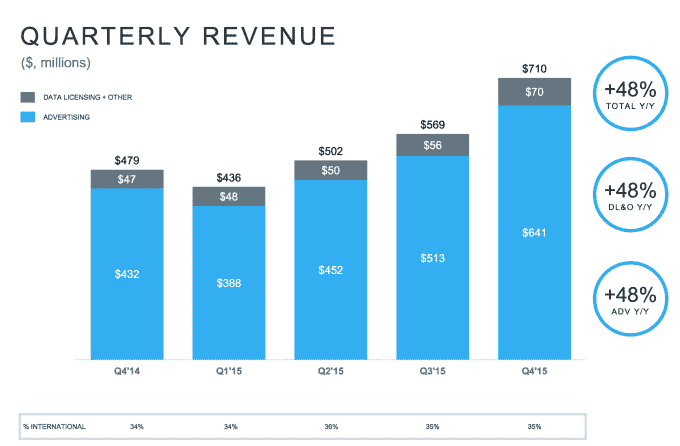 QUARTERLY REVENUE
($, millions)
DATA LICENSING + OTHER
ADVERTISING
$479
$47
$432
$436
$48
$388
$502
$50
$452
$569
$56
$513
$710
$70
$641
Q4'14 Q1'15 Q2'15 Q3'15 Q4'15
+48%
TOTAL Y/Y
+48%
DL&O Y/Y
+48%
ADV Y/Y
% INTERNATIONAL 34% 34% 36% 35% 35%